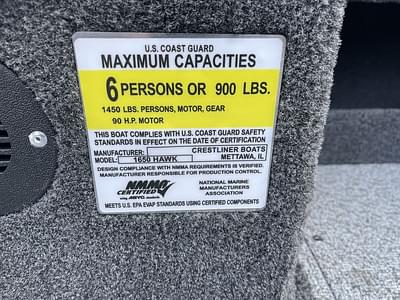 U.S. COAST GUARD
MAXIMUM CAPACITIES
6 PERSONS OR 900 LBS.
1450 LBS. PERSONS, MOTOR, GEAR
90 H.P. MOTOR
THIS BOAT COMPLIES WITH U.S. COAST GUARD SAFETY
STANDARDS IN EFFECT ON THE DATE OF CERTIFICATION
MANUFACTURER: CRESTLINER BOATS
MODEL: 1650 HAWK METTAWA, IL
DESIGN COMPLIANCE WITH NMMA REQUIREMENTS IS VERIFIED.
MANUFACTURER RESPONSIBLE FOR PRODUCTION CONTROL.
NMMA NATIONAL MARINE
CERTIFIED MANUFACTURERS
using ABYC standards ASSOCIATION
MEETS U.S. EPA EVAP STANDARDS USING CERTIFIED COMPONENTS